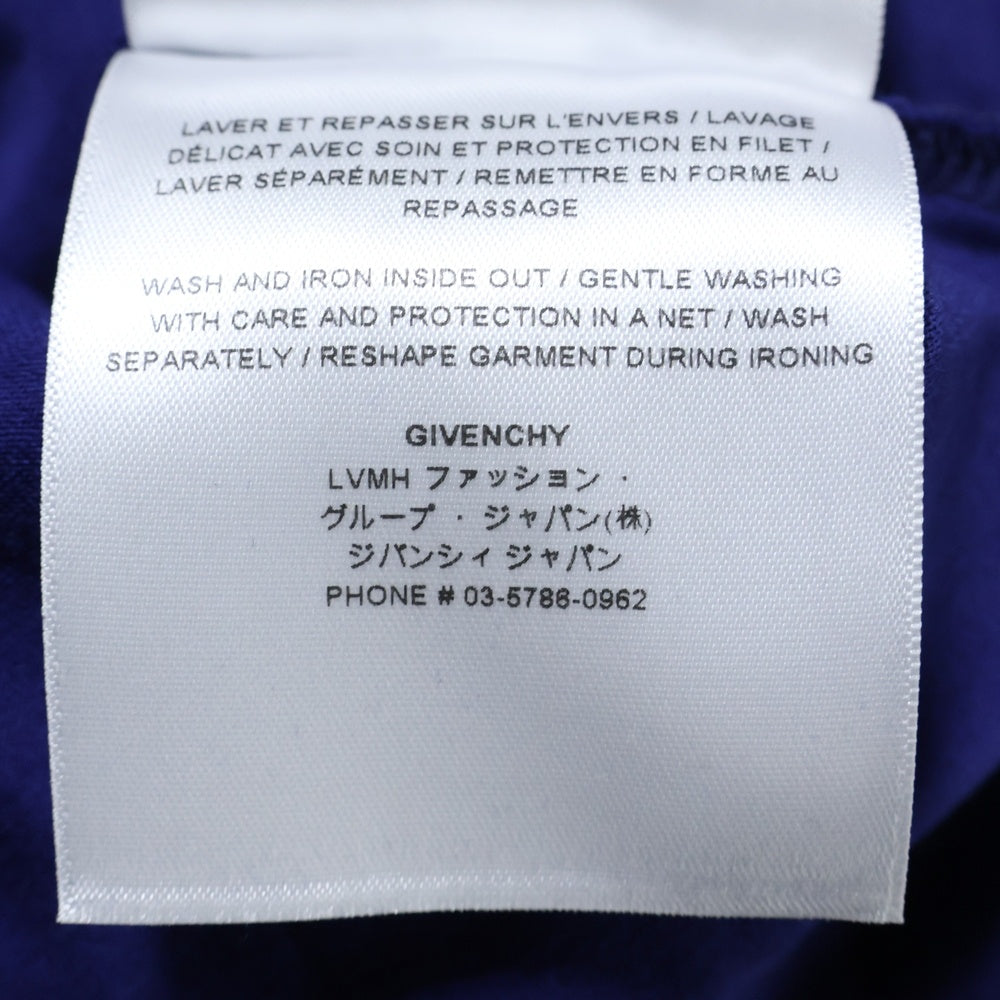 LAVER ET REPASSER SUR L'ENVERS / LAVAGE
DÉLICAT AVEC SOIN ET PROTECTION EN FILET /
LAVER SÉPARÉMENT / REMETTRE EN FORME AU
REPASSAGE
WASH AND IRON INSIDE OUT / GENTLE WASHING
WITH CARE AND PROTECTION IN A NET / WASH
SEPARATELY / RESHAPE GARMENT DURING IRONING
GIVENCHY
LVMH ファッション ·
グループ · ジャパン(株)
ジバンシィ ジャパン
PHONE # 03-5786-0962